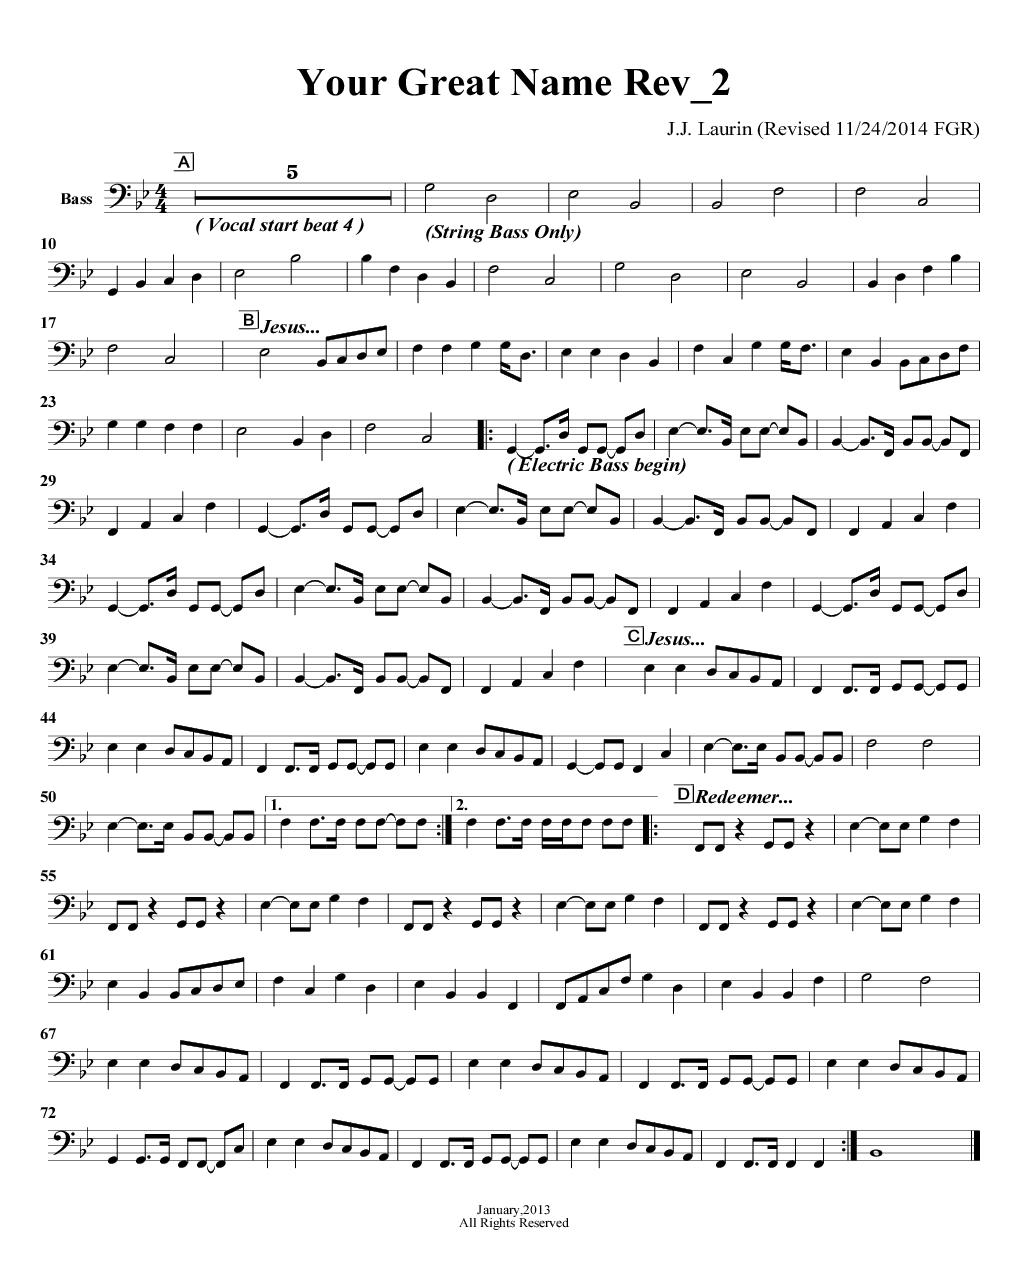 Your Great Name Rev_2
J.J. Laurin (Revised 11/24/2014 FGR)
A
5
Bass
4
4
( Vocal start beat 4 )
(String Bass Only)
10
17
B Jesus...
23
( Electric Bass begin)
29
34
39
C Jesus...
44
50
1.
2.
D Redeemer...
55
61
67
72
January,2013
All Rights Reserved